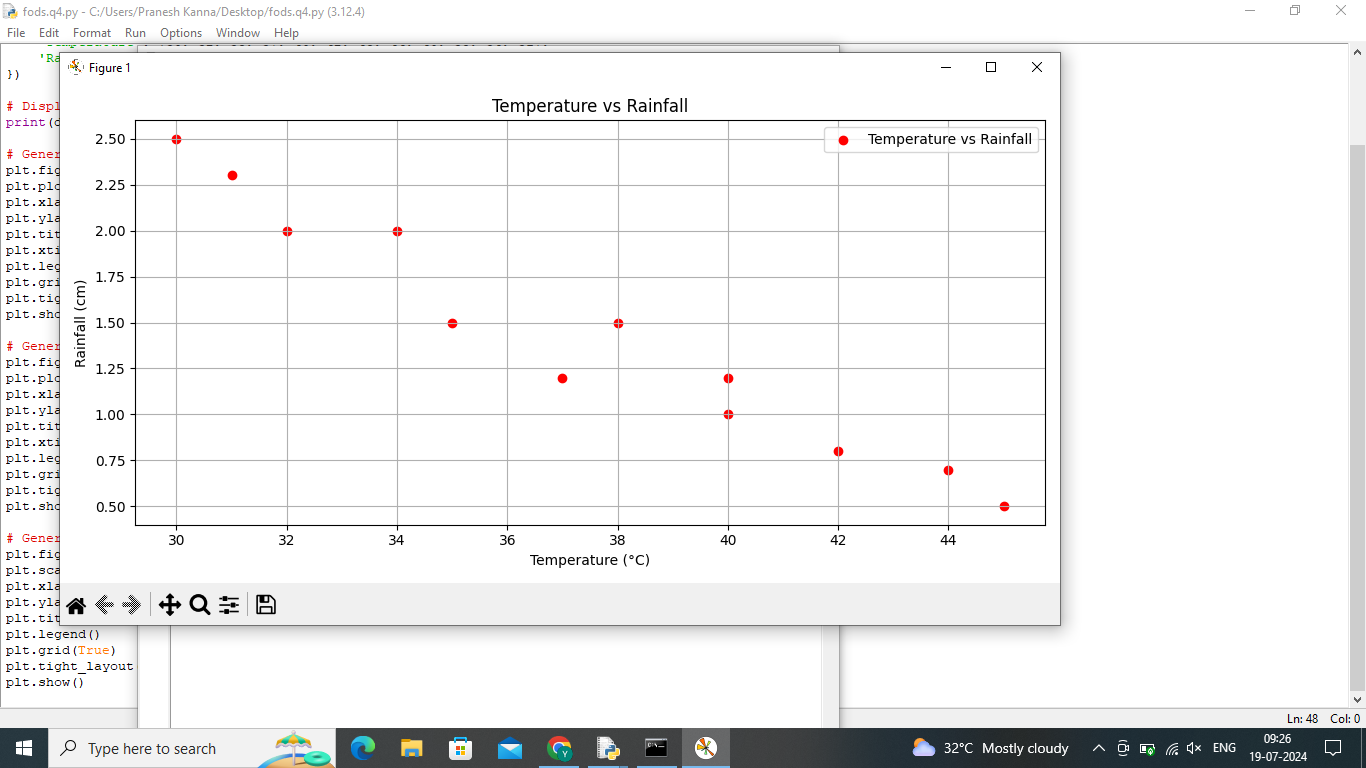 fods.q4.py - C:/Users/Pranesh Kanna/Desktop/fods.q4.py (3.12.4)
File Edit Format Run Options Window Help
'Ra
})
# Displ
print(
# Gener
plt.fig
plt.plo
plt.xla
plt.yla
plt.tit
plt.xti
plt.leg
plt.gri
plt.tig
plt.sho
# Gener
plt.fig
plt.plo
plt.xla
plt.yla
plt.tit
plt.xti
plt.leg
plt.gri
plt.tig
plt.sho
# Gener
plt.fig
plt.sca
plt.xla
plt.yla
plt.tit
plt.legend()
plt.grid(True)
plt.tight_layout
plt.show()
Figure 1
Temperature vs Rainfall
Temperature vs Rainfall
2.50
2.25
2.00
1.75
1.50
1.25
1.00
0.75
0.50
Rainfall (cm)
30 32 34 36 38 40 42 44
Temperature (°C)
Ln: 48 Col: 0
Type here to search
32°C Mostly cloudy
ENG
09:26
19-07-2024